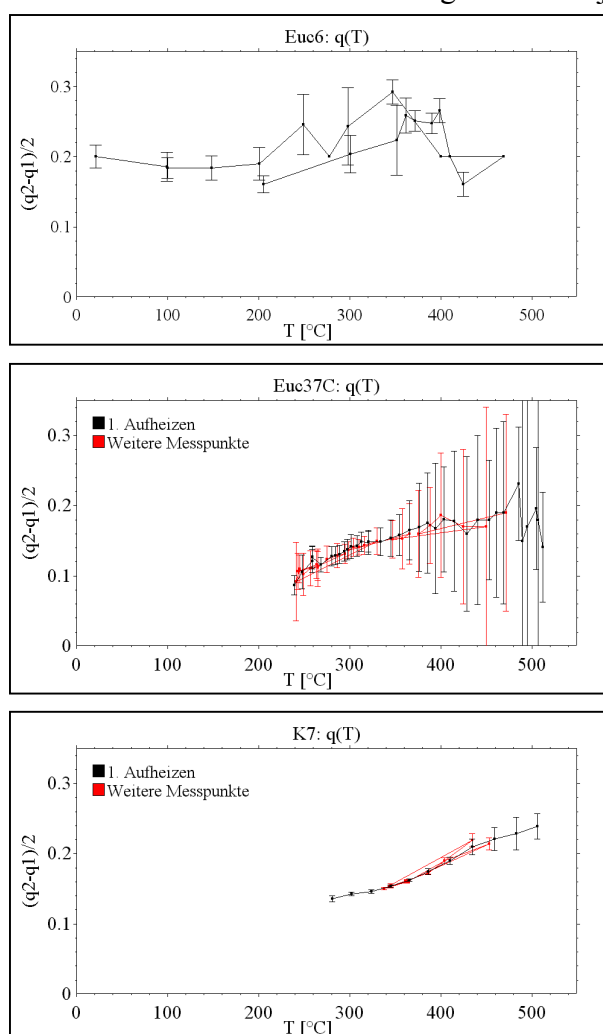 Euc6: q(T)
0.3
0.2
0.1
0
(q2-q1)/2
0 100 200 300 400 500
T [°C]
Euc37C: q(T)
1. Aufheizen
Weitere Messpunkte
0.3
0.2
0.1
0
(q2-q1)/2
0 100 200 300 400 500
T [°C]
K7: q(T)
1. Aufheizen
Weitere Messpunkte
0.3
0.2
0.1
0
(q2-q1)/2
0 100 200 300 400 500
T [°C]